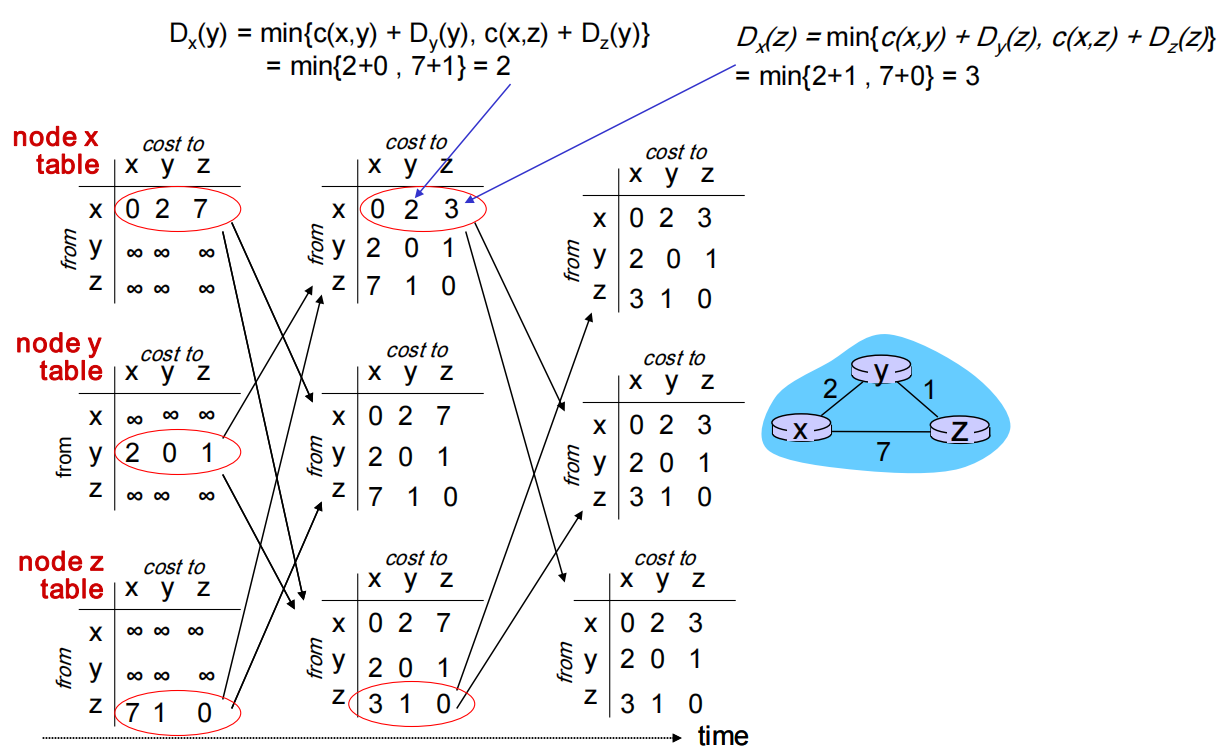 Dx(y) = min{c(x,y) + Dy(y), c(x,z) + Dz(y)}
= min{2+0 , 7+1} = 2
Dx(z) = min{c(x,y) + Dy(z), c(x,z) + Dz(z)}
= min{2+1 , 7+0} = 3
node x
table
cost to
x y z
from
x 0 2 7
y ∞ ∞ ∞
z ∞ ∞ ∞
cost to
x y z
from
x 0 2 3
y 2 0 1
z 7 1 0
cost to
x y z
from
x 0 2 3
y 2 0 1
z 3 1 0
node y
table
cost to
x y z
from
x ∞ ∞ ∞
y 2 0 1
z ∞ ∞ ∞
cost to
x y z
from
x 0 2 7
y 2 0 1
z 7 1 0
cost to
x y z
from
x 0 2 3
y 2 0 1
z 3 1 0
y
2 1
x z
7
node z
table
cost to
x y z
from
x ∞ ∞ ∞
y ∞ ∞ ∞
z 7 1 0
cost to
x y z
from
x 0 2 7
y 2 0 1
z 3 1 0
cost to
x y z
from
x 0 2 3
y 2 0 1
z 3 1 0
time